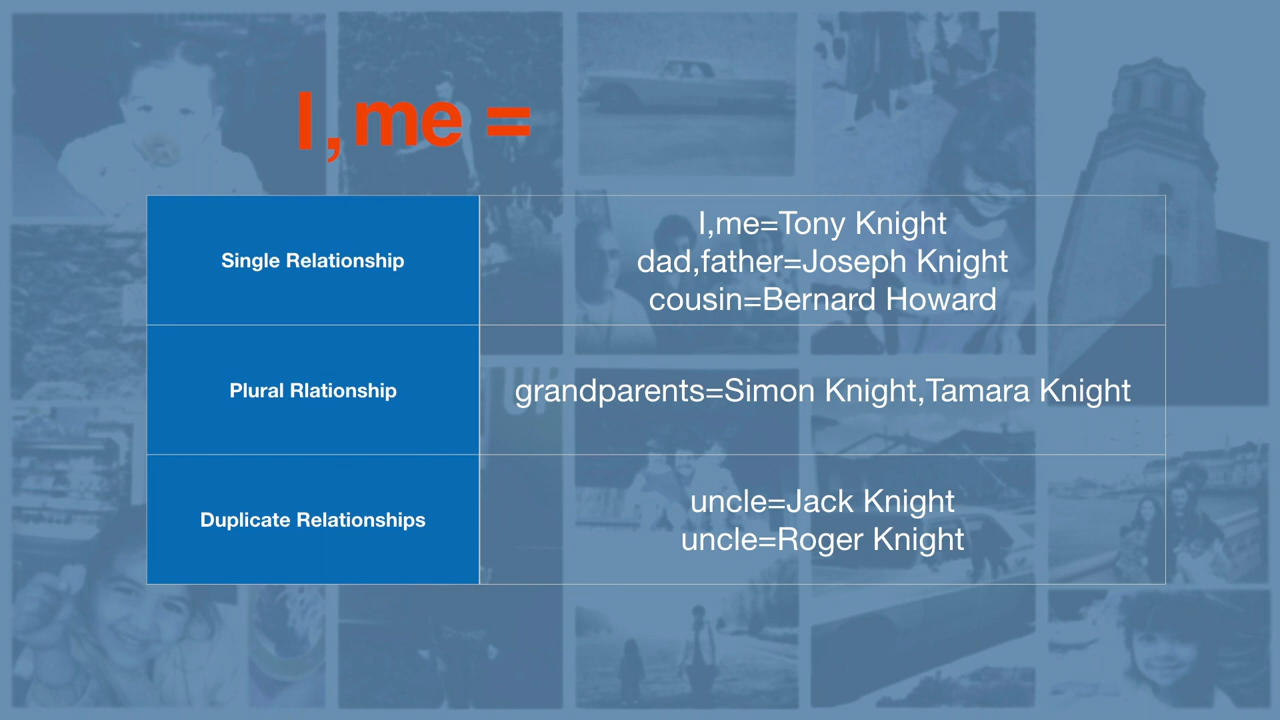 I, me =
Single Relationship
I,me=Tony Knight
dad,father=Joseph Knight
cousin=Bernard Howard
Plural Rlationship
grandparents=Simon Knight,Tamara Knight
Duplicate Relationships
uncle=Jack Knight
uncle=Roger Knight